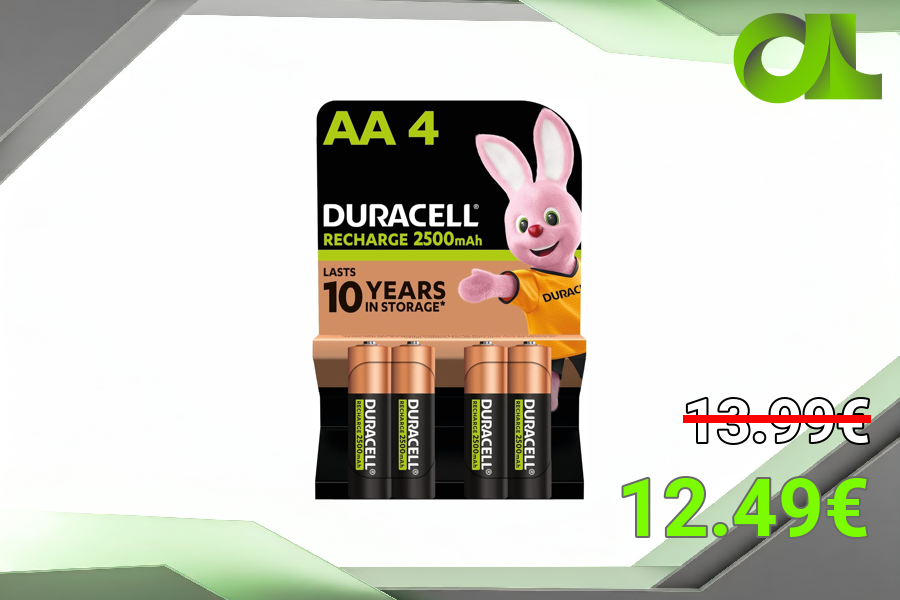 AA 4
DURACELL®
RECHARGE 2500mAh
LASTS
10 YEARS
IN STORAGE*
DURAC
DURACELL®
RECHARGE 2500mAh
DURACELL®
RECHARGE 2500mAh
DURACELL®
RECHARGE 2500mAh
DURACELL®
RECHARGE 2500mAh
13.99€
12.49€